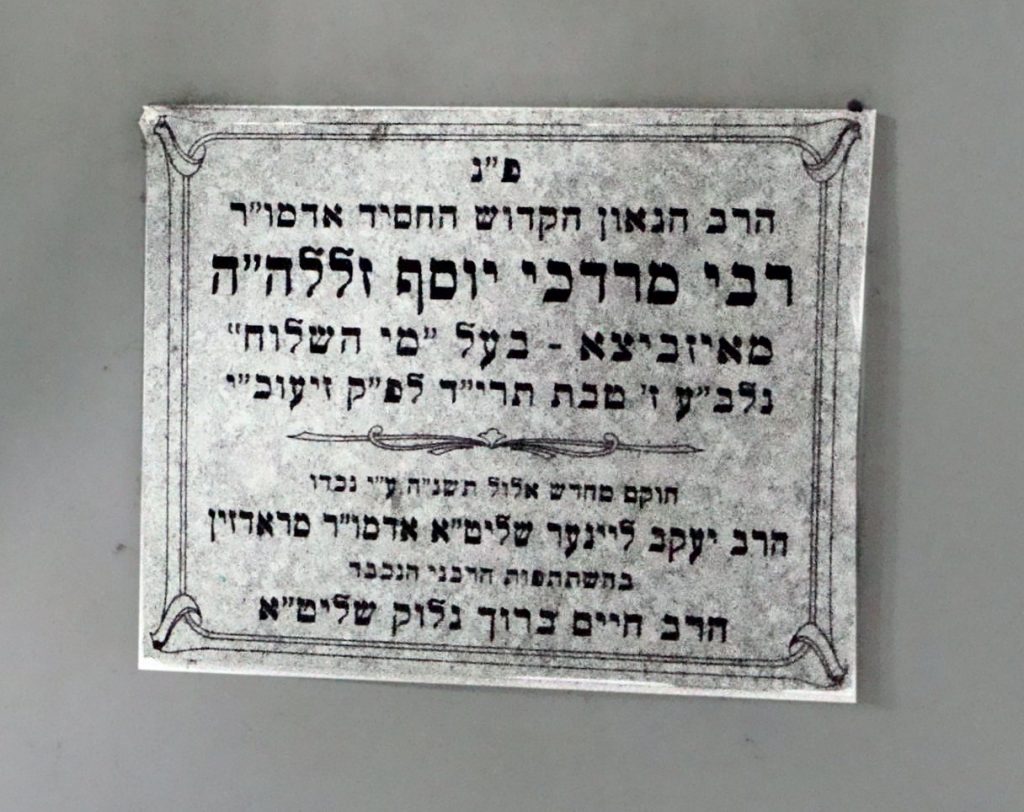 פ״נ
הרב הגאון הקדוש החסיד אדמו״ר
רבי מרדכי יוסף זללה״ה
מאיזביצא - בעל ״מי השלוח״
נלב״ע ז׳ טבת תרי״ד לפ״ק זיעוכ״י
הוקם מחדש אלול תשנ״ה ע״י נכדו
הרב יעקב ליינער שליט״א אדמו״ר מראדזין
בהשתתפות הרבני הנכבד
הרב חיים ברוך גלוק שליט״א